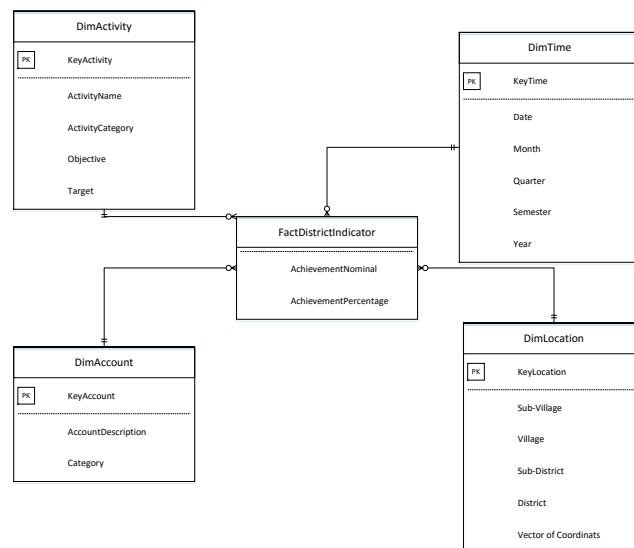 DimActivity
PK KeyActivity
ActivityName
ActivityCategory
Objective
Target
DimTime
PK KeyTime
Date
Month
Quarter
Semester
Year
FactDistrictIndicator
AchievementNominal
AchievementPercentage
DimAccount
PK KeyAccount
AccountDescription
Category
DimLocation
PK KeyLocation
Sub-Village
Village
Sub-District
District
Vector of Coordinats